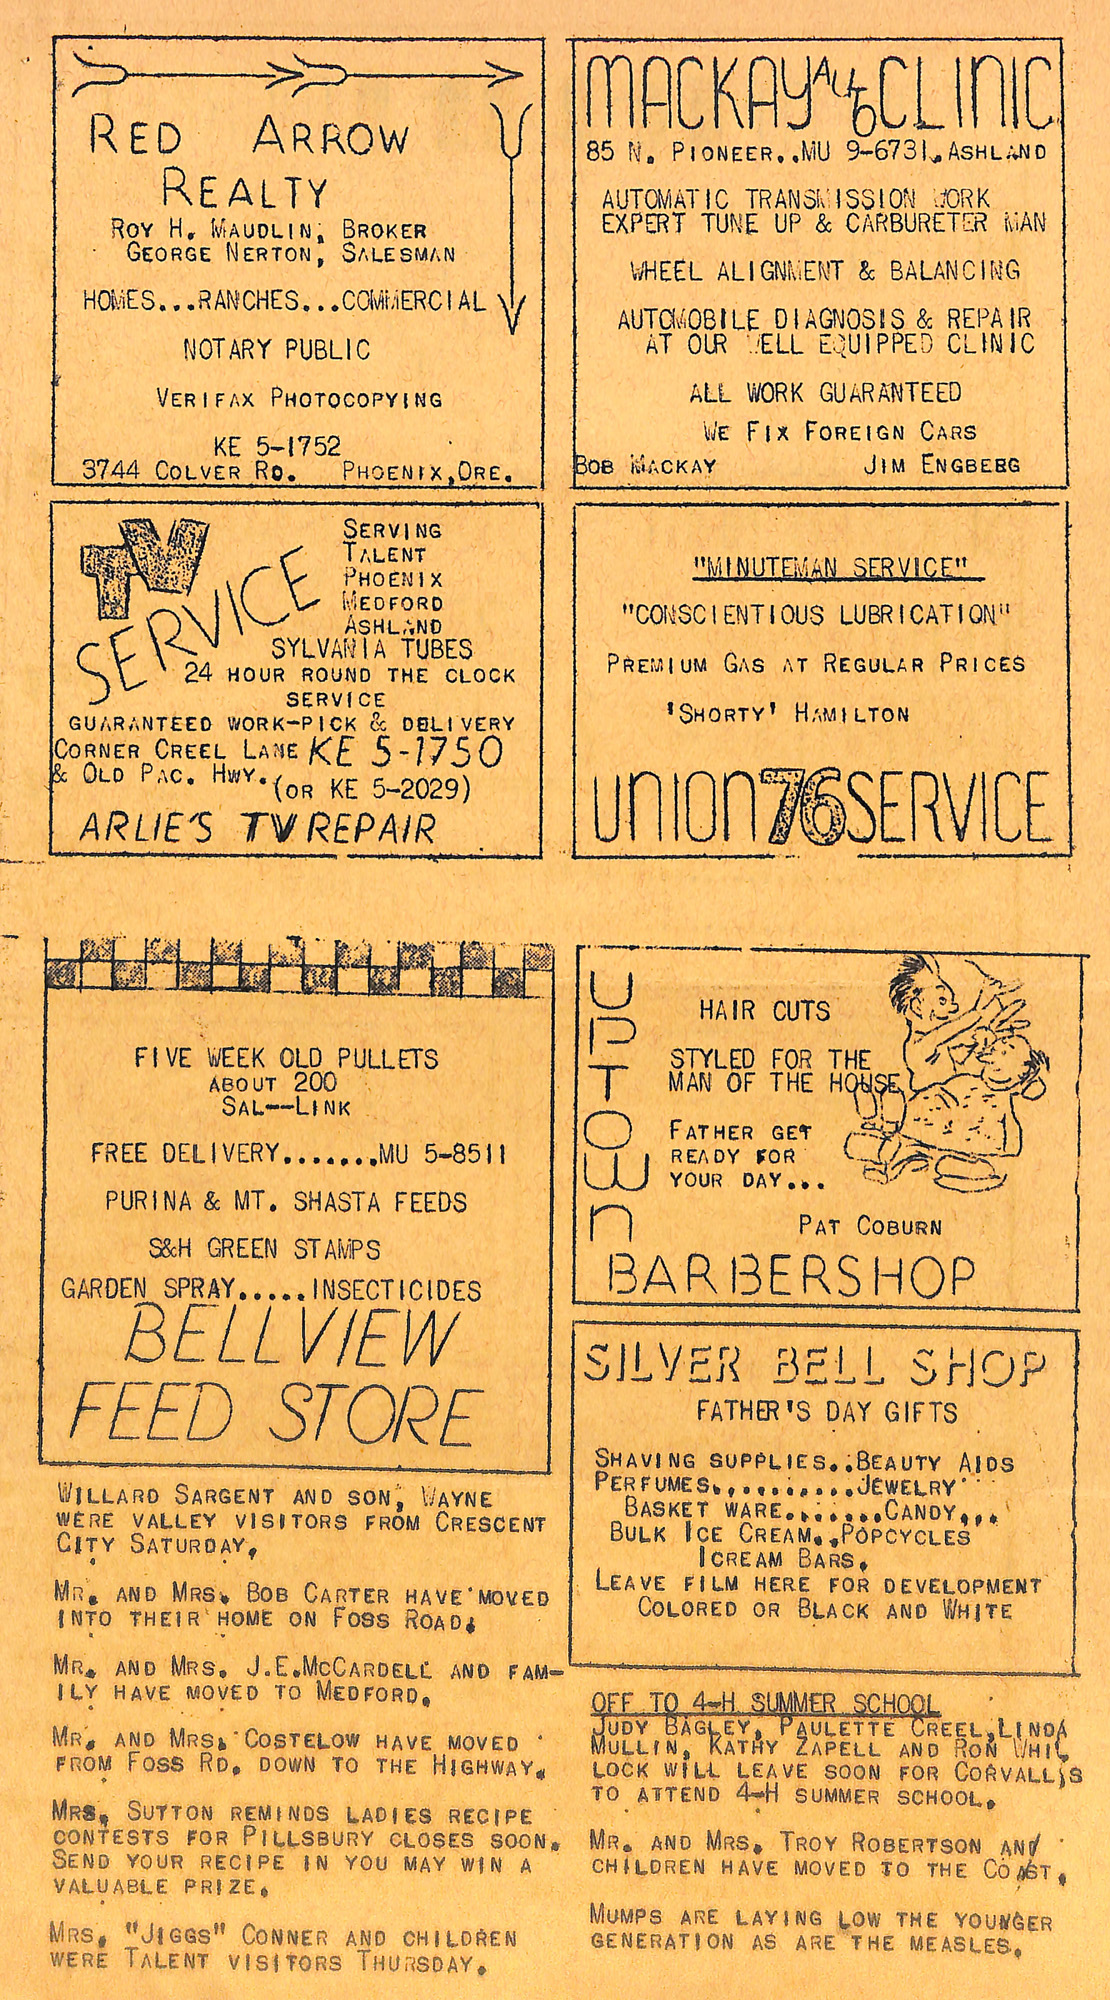 RED ARROW
REALTY
ROY H. MAUDLIN, BROKER
GEORGE NERTON, SALESMAN
HOMES...RANCHES...COMMERCIAL
NOTARY PUBLIC
VERIFAX PHOTOCOPYING
KE 5-1752
3744 COLVER RD. PHOENIX,ORE.
MACKAY AUTO CLINIC
85 N. PIONEER..MU 9-6731.ASHLAND
AUTOMATIC TRANSMISSION WORK
EXPERT TUNE UP & CARBURETER MAN
WHEEL ALIGNMENT & BALANCING
AUTOMOBILE DIAGNOSIS & REPAIR
AT OUR WELL EQUIPPED CLINIC
ALL WORK GUARANTEED
WE FIX FOREIGN CARS
BOB MACKAY JIM ENGBERG
TV
SERVICE
SERVING
TALENT
PHOENIX
MEDFORD
ASHLAND
SYLVANIA TUBES
24 HOUR ROUND THE CLOCK
SERVICE
GUARANTEED WORK-PICK & DELIVERY
CORNER CREEL LANE KE 5-1750
& OLD PAC. HWY. (OR KE 5-2029)
ARLIE'S TV REPAIR
"MINUTEMAN SERVICE"
"CONSCIENTIOUS LUBRICATION"
PREMIUM GAS AT REGULAR PRICES
'SHORTY' HAMILTON
UNION 76 SERVICE
FIVE WEEK OLD PULLETS
ABOUT 200
SAL--LINK
FREE DELIVERY.......MU 5-8511
PURINA & MT. SHASTA FEEDS
S&H GREEN STAMPS
GARDEN SPRAY.....INSECTICIDES
BELLVIEW
FEED STORE
UPTOWN
HAIR CUTS
STYLED FOR THE
MAN OF THE HOUSE
FATHER GET
READY FOR
YOUR DAY...
PAT COBURN
BARBERSHOP
SILVER BELL SHOP
FATHER'S DAY GIFTS
SHAVING SUPPLIES..BEAUTY AIDS
PERFUMES...........JEWELRY
BASKET WARE.......CANDY...
BULK ICE CREAM..POPCYCLES
ICREAM BARS.
LEAVE FILM HERE FOR DEVELOPMENT
COLORED OR BLACK AND WHITE
WILLARD SARGENT AND SON, WAYNE
WERE VALLEY VISITORS FROM CRESCENT
CITY SATURDAY.
MR. AND MRS. BOB CARTER HAVE MOVED
INTO THEIR HOME ON FOSS ROAD.
MR. AND MRS. J.E.MCCARDELL AND FAM-
ILY HAVE MOVED TO MEDFORD.
MR. AND MRS. COSTELOW HAVE MOVED
FROM FOSS RD. DOWN TO THE HIGHWAY.
MRS. SUTTON REMINDS LADIES RECIPE
CONTESTS FOR PILLSBURY CLOSES SOON.
SEND YOUR RECIPE IN YOU MAY WIN A
VALUABLE PRIZE.
MRS. "JIGGS" CONNER AND CHILDREN
WERE TALENT VISITORS THURSDAY.
OFF TO 4-H SUMMER SCHOOL
JUDY BAGLEY, PAULETTE CREEL,LINDA
MULLIN, KATHY ZAPELL AND RON WHIL
LOCK WILL LEAVE SOON FOR CORVALLIS
TO ATTEND 4-H SUMMER SCHOOL.
MR. AND MRS. TROY ROBERTSON AND
CHILDREN HAVE MOVED TO THE COAST.
MUMPS ARE LAYING LOW THE YOUNGER
GENERATION AS ARE THE MEASLES.